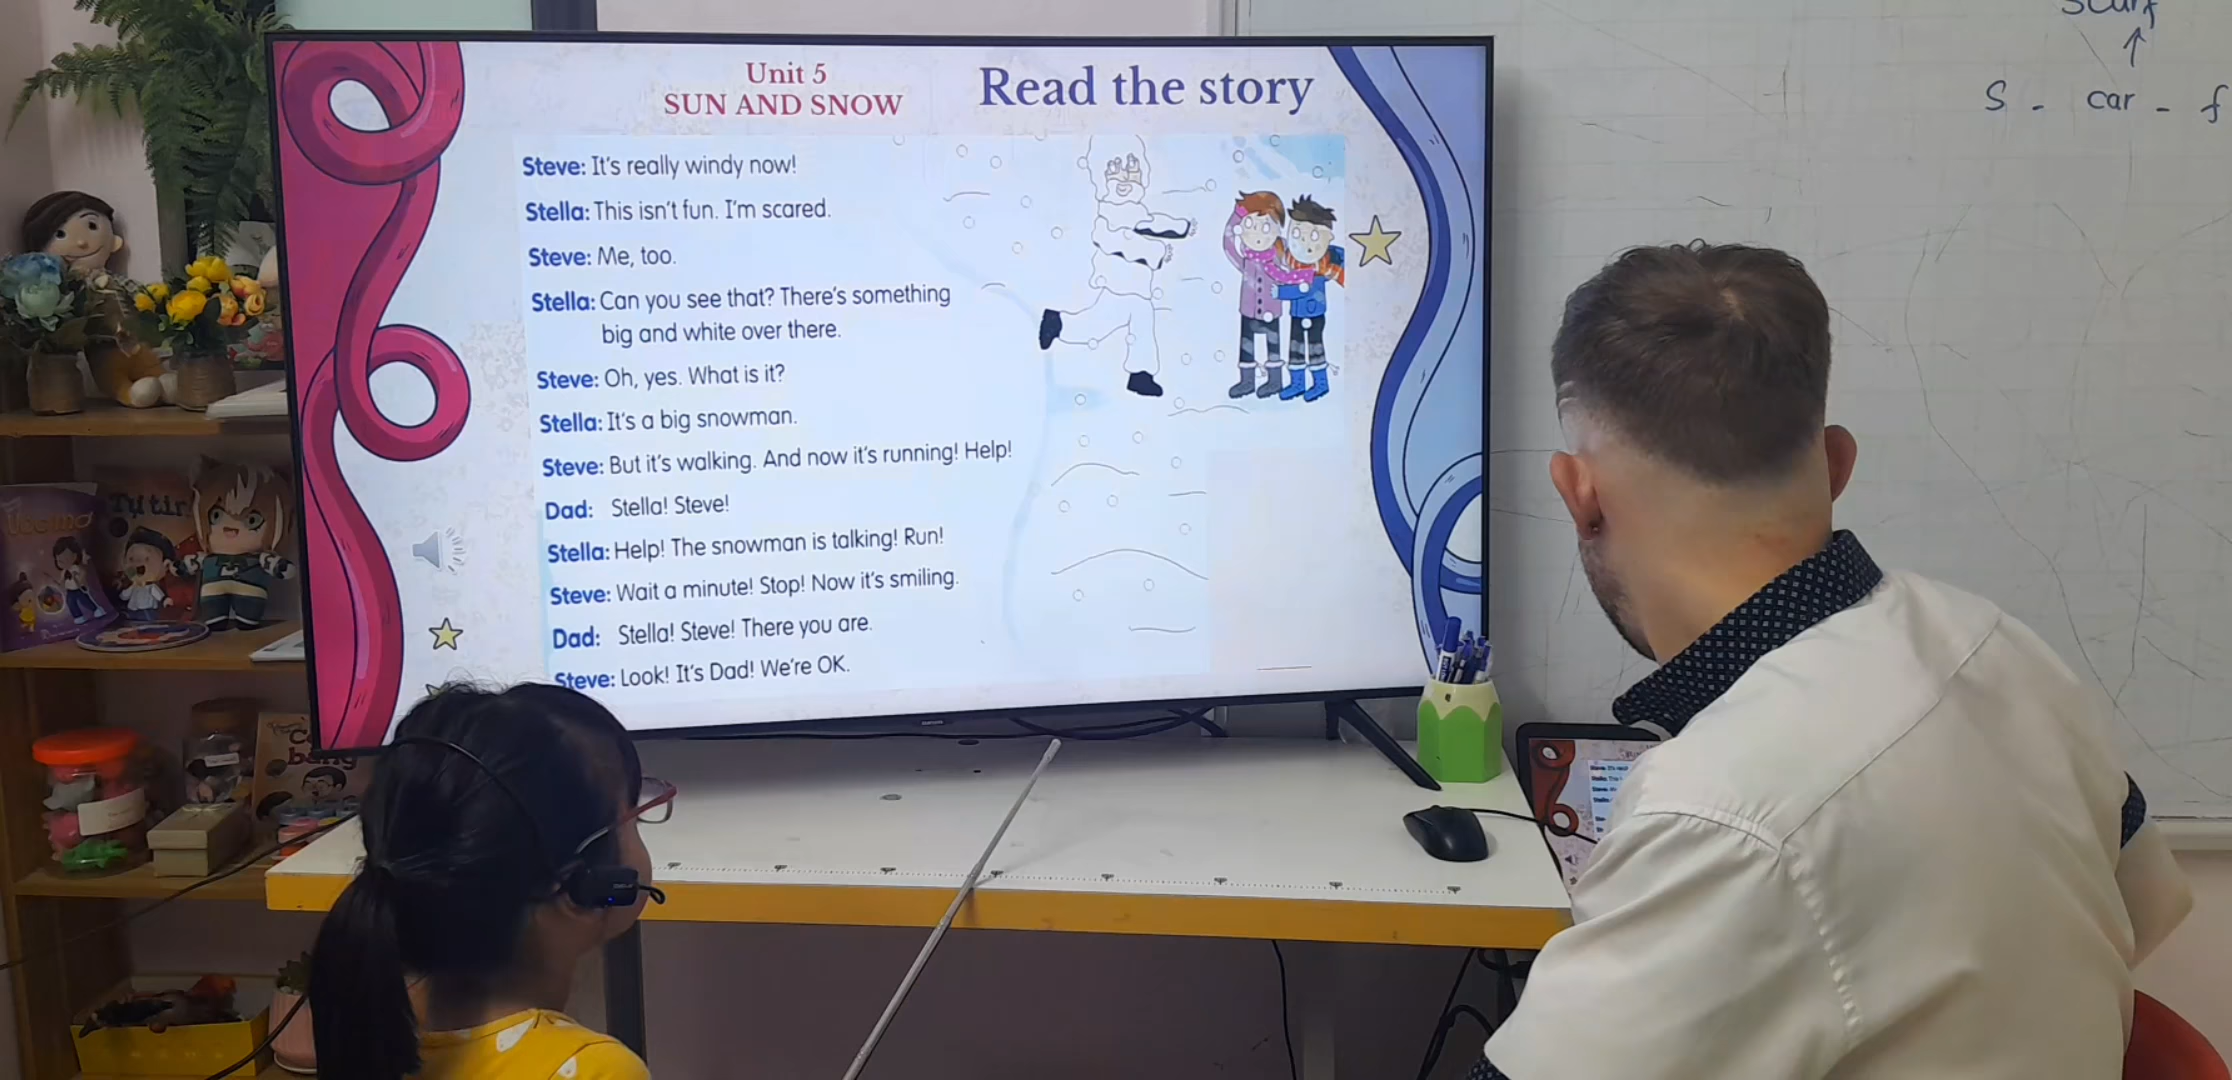 Unit 5
SUN AND SNOW
Read the story
Steve: It's really windy now!
Stella: This isn't fun. I'm scared.
Steve: Me, too.
Stella: Can you see that? There's something
big and white over there.
Steve: Oh, yes. What is it?
Stella: It's a big snowman.
Steve: But it's walking. And now it's running! Help!
Dad: Stella! Steve!
Stella: Help! The snowman is talking! Run!
Steve: Wait a minute! Stop! Now it's smiling.
Dad: Stella! Steve! There you are.
Steve: Look! It's Dad! We're OK.
scarf
S - car - f
Tự tin